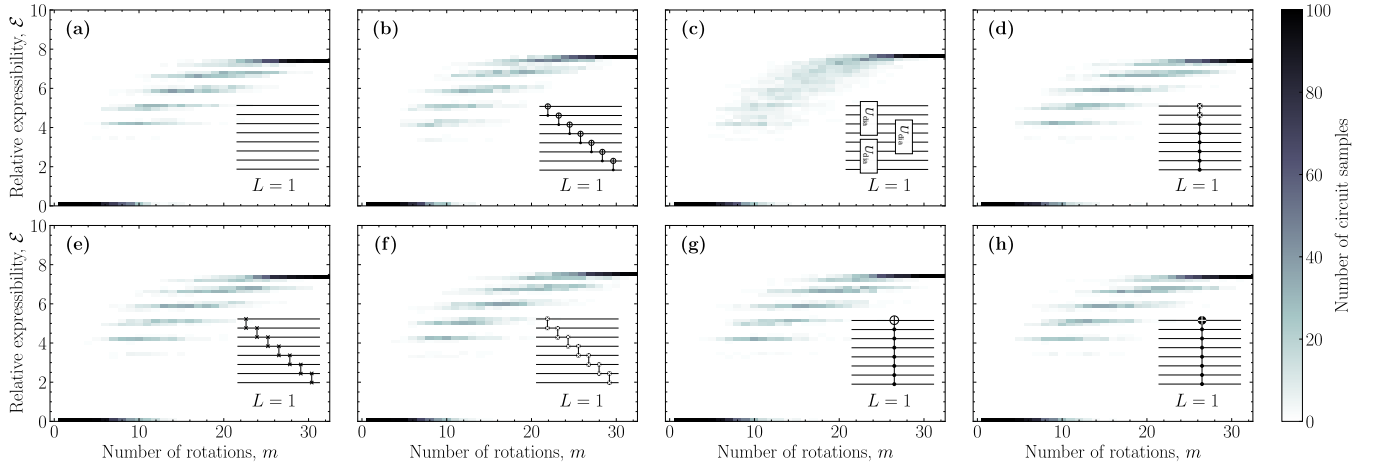 (a) (b) (c) (d)
10
8
6
4
2
0
Relative expressibility, ℰ
L = 1
L = 1
U_dia
U_dia
U_dia
L = 1
L = 1
100
80
60
40
20
0
Number of circuit samples
(e) (f) (g) (h)
10
8
6
4
2
0
Relative expressibility, ℰ
L = 1
L = 1
L = 1
L = 1
0 10 20 30
0 10 20 30
0 10 20 30
0 10 20 30
Number of rotations, m
Number of rotations, m
Number of rotations, m
Number of rotations, m